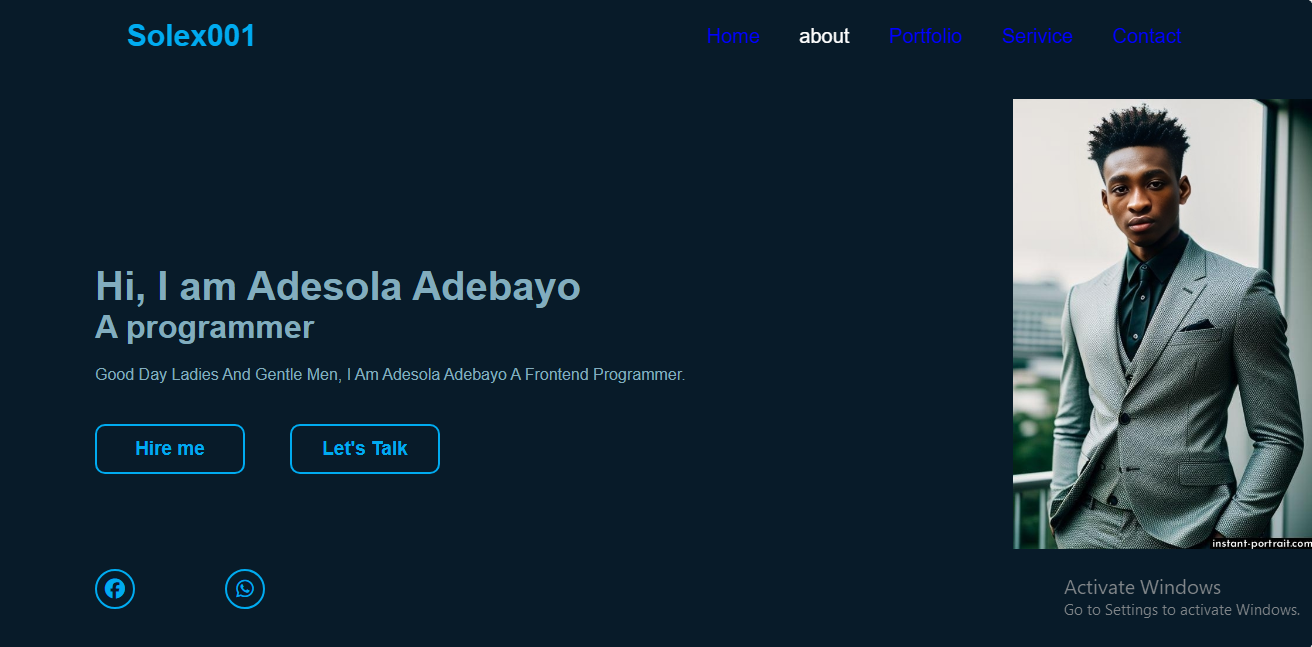 Solex001
Home about Portfolio Service Contact
Hi, I am Adesola Adebayo
A programmer
Good Day Ladies And Gentle Men, I Am Adesola Adebayo A Frontend Programmer.
Hire me Let's Talk
instant-portrait.com
Activate Windows
Go to Settings to activate Windows.